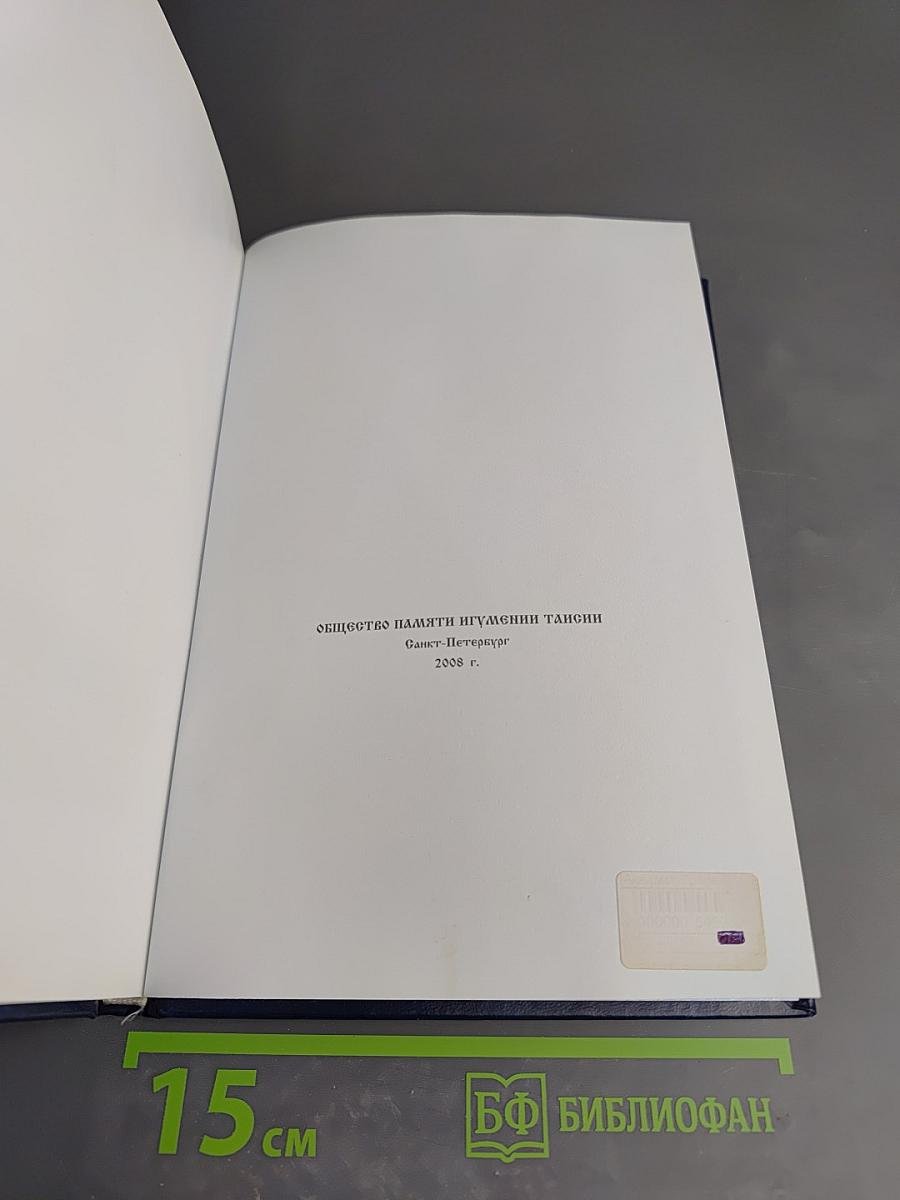 ОБЩЕСТВО ПАМЯТИ ИГУМЕНИИ ТАИСИИ
Санкт-Петербург
2008 г.
15 см
БФ БИБЛИОФАН